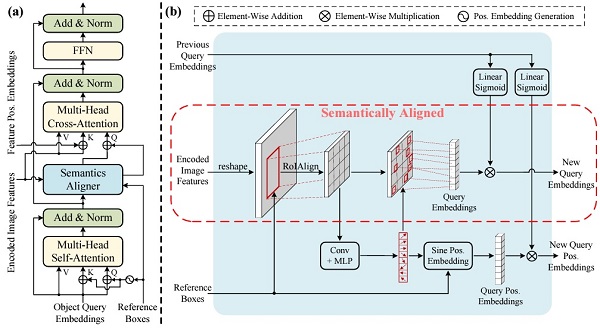 (a)
Add & Norm
FFN
Add & Norm
Multi-Head
Cross-Attention
V
K
Q
Feature Pos. Embeddings
Semantics
Aligner
Encoded Image Features
Add & Norm
Multi-Head
Self-Attention
V
K
Q
Object Query
Embeddings
Reference
Boxes
(b)
Element-Wise Addition
Element-Wise Multiplication
Pos. Embedding Generation
Previous
Query
Embeddings
Linear
Sigmoid
Linear
Sigmoid
Semantically Aligned
Encoded
Image
Features
reshape
RoIAlign
Query
Embeddings
New
Query
Embeddings
Conv
+ MLP
Sine Pos.
Embedding
Query Pos.
Embeddings
New Query
Pos.
Embeddings
Reference
Boxes